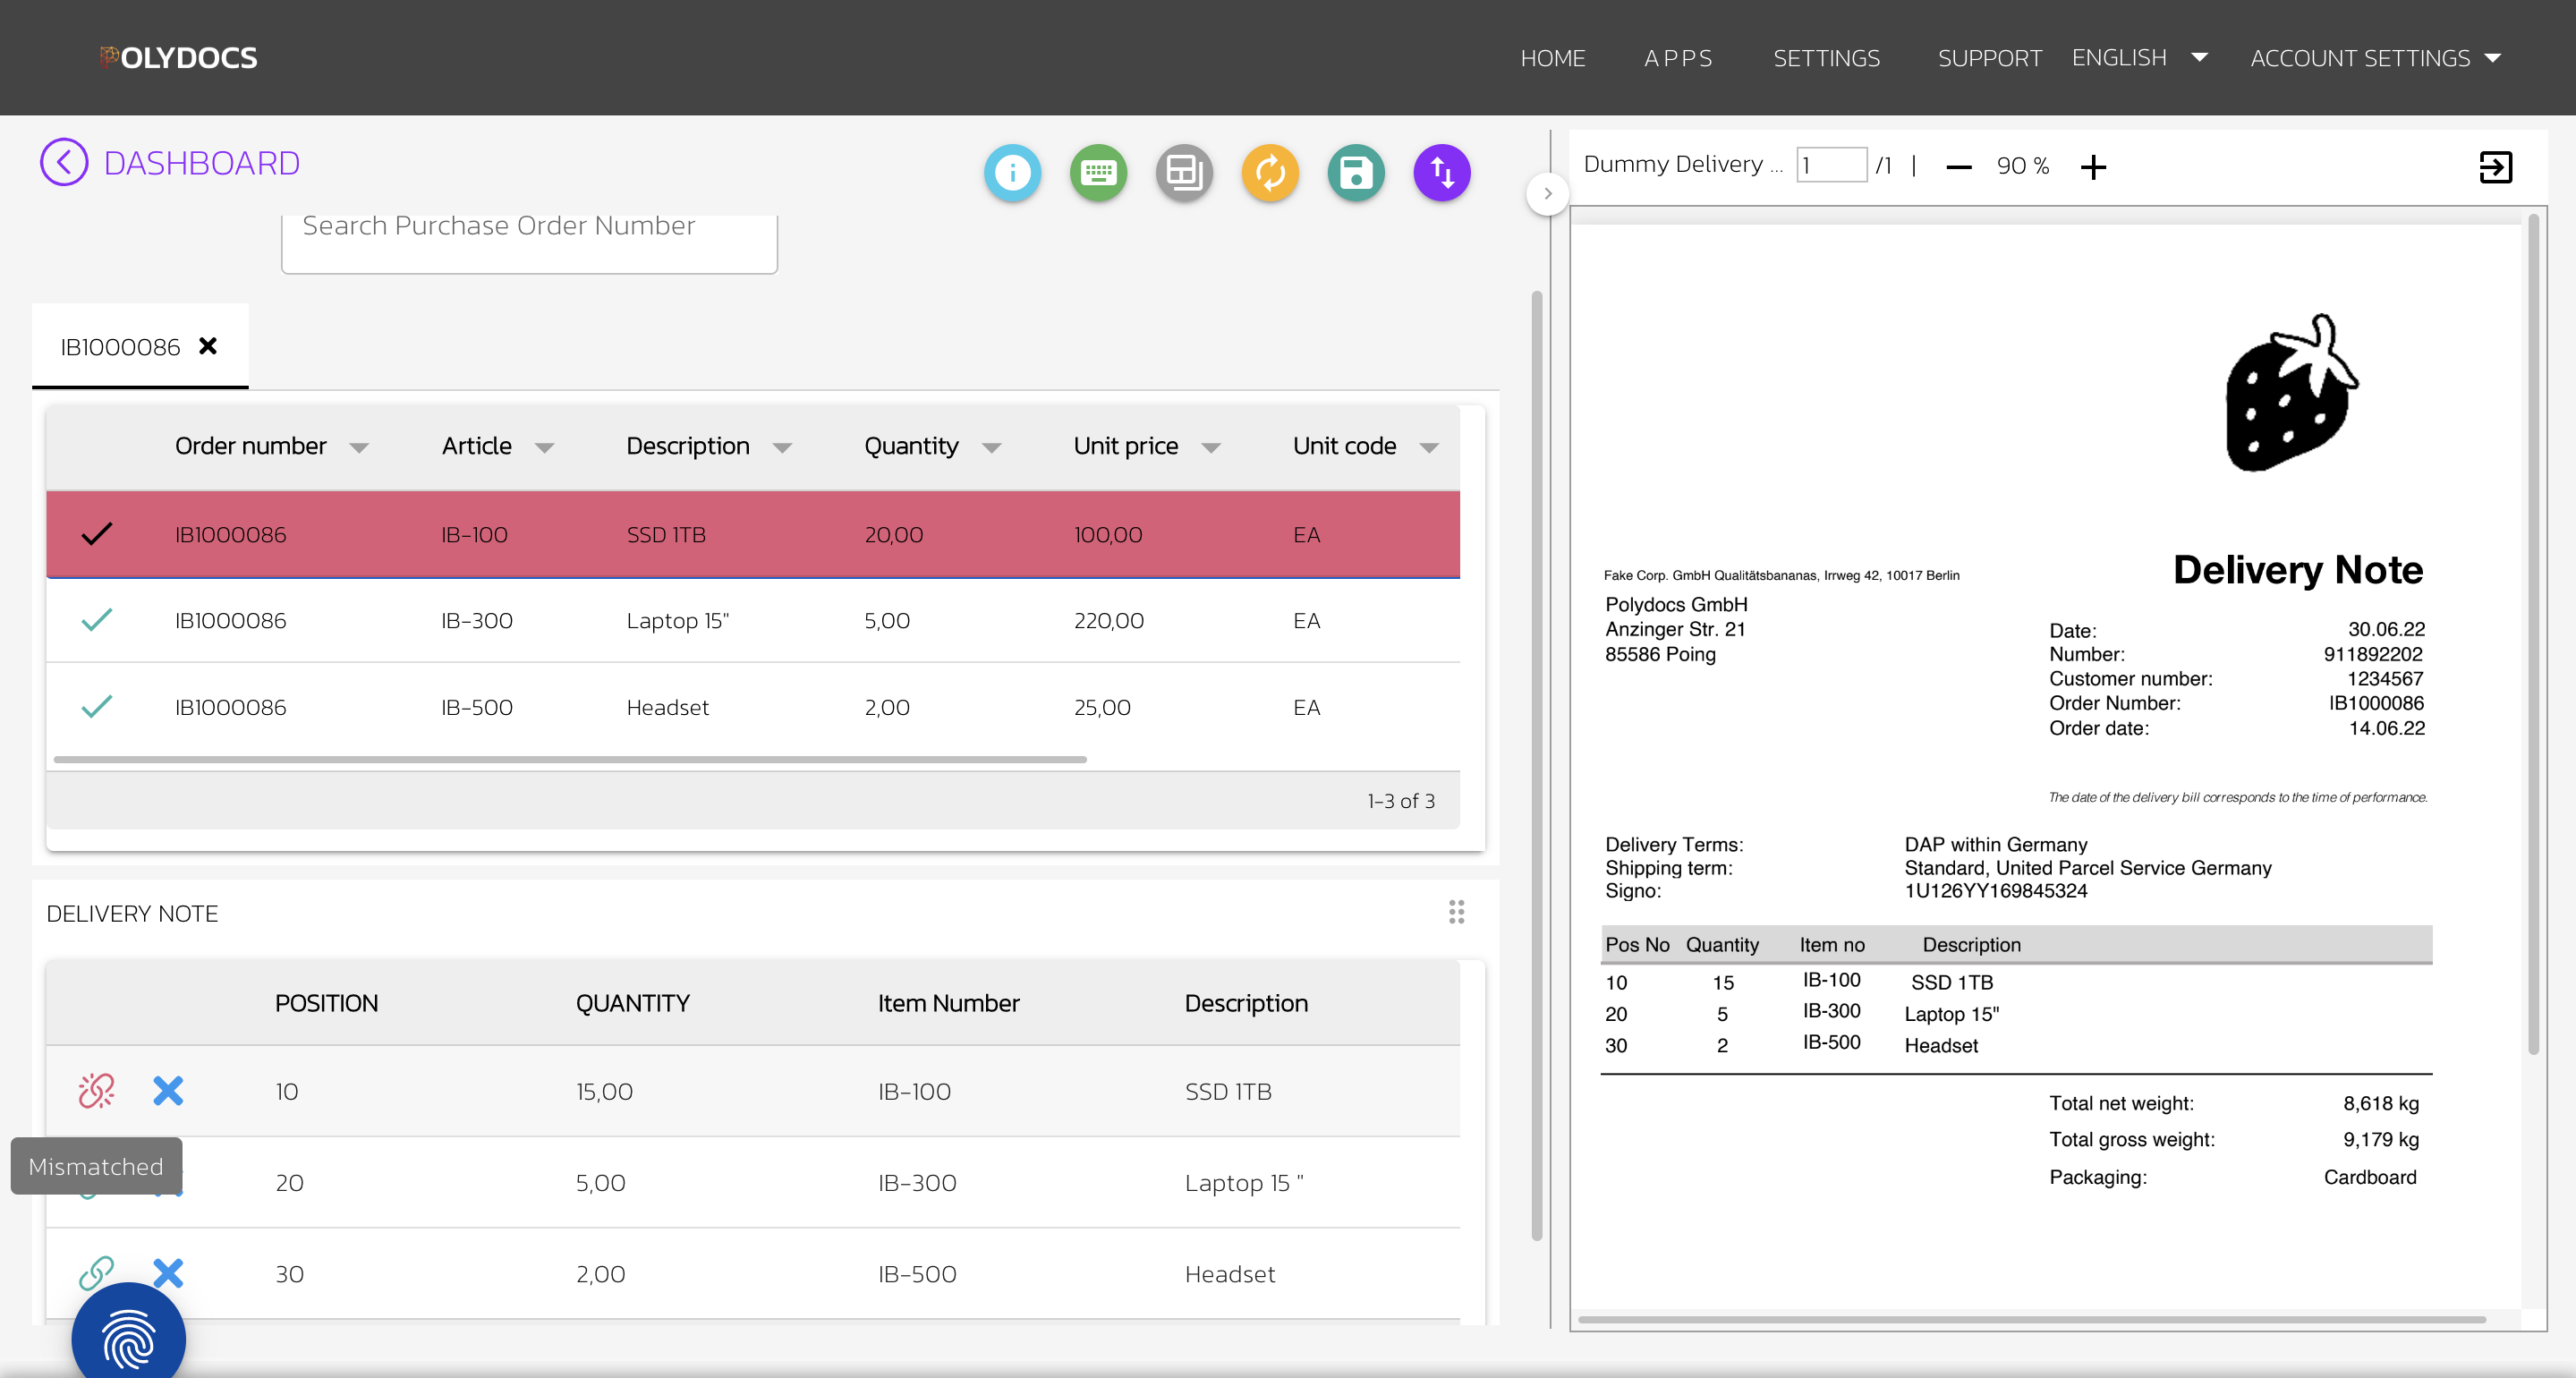 POLYDOCS
HOME APPS SETTINGS SUPPORT ENGLISH ACCOUNT SETTINGS
DASHBOARD
Search Purchase Order Number
IB1000086
Order number Article Description Quantity Unit price Unit code
IB1000086 IB-100 SSD 1TB 20,00 100,00 EA
IB1000086 IB-300 Laptop 15" 5,00 220,00 EA
IB1000086 IB-500 Headset 2,00 25,00 EA
1-3 of 3
DELIVERY NOTE
POSITION QUANTITY Item Number Description
10 15,00 IB-100 SSD 1TB
Mismatched
20 5,00 IB-300 Laptop 15 "
30 2,00 IB-500 Headset
Dummy Delivery ... 1 /1 | 90 %
Delivery Note
Fake Corp. GmbH Qualitätsbananas, Irrweg 42, 10017 Berlin
Polydocs GmbH
Anzinger Str. 21
85586 Poing
Date: 30.06.22
Number: 911892202
Customer number: 1234567
Order Number: IB1000086
Order date: 14.06.22
The date of the delivery bill corresponds to the time of performance.
Delivery Terms: DAP within Germany
Shipping term: Standard, United Parcel Service Germany
Signo: 1U126YY169845324
Pos No Quantity Item no Description
10 15 IB-100 SSD 1TB
20 5 IB-300 Laptop 15"
30 2 IB-500 Headset
Total net weight: 8,618 kg
Total gross weight: 9,179 kg
Packaging: Cardboard